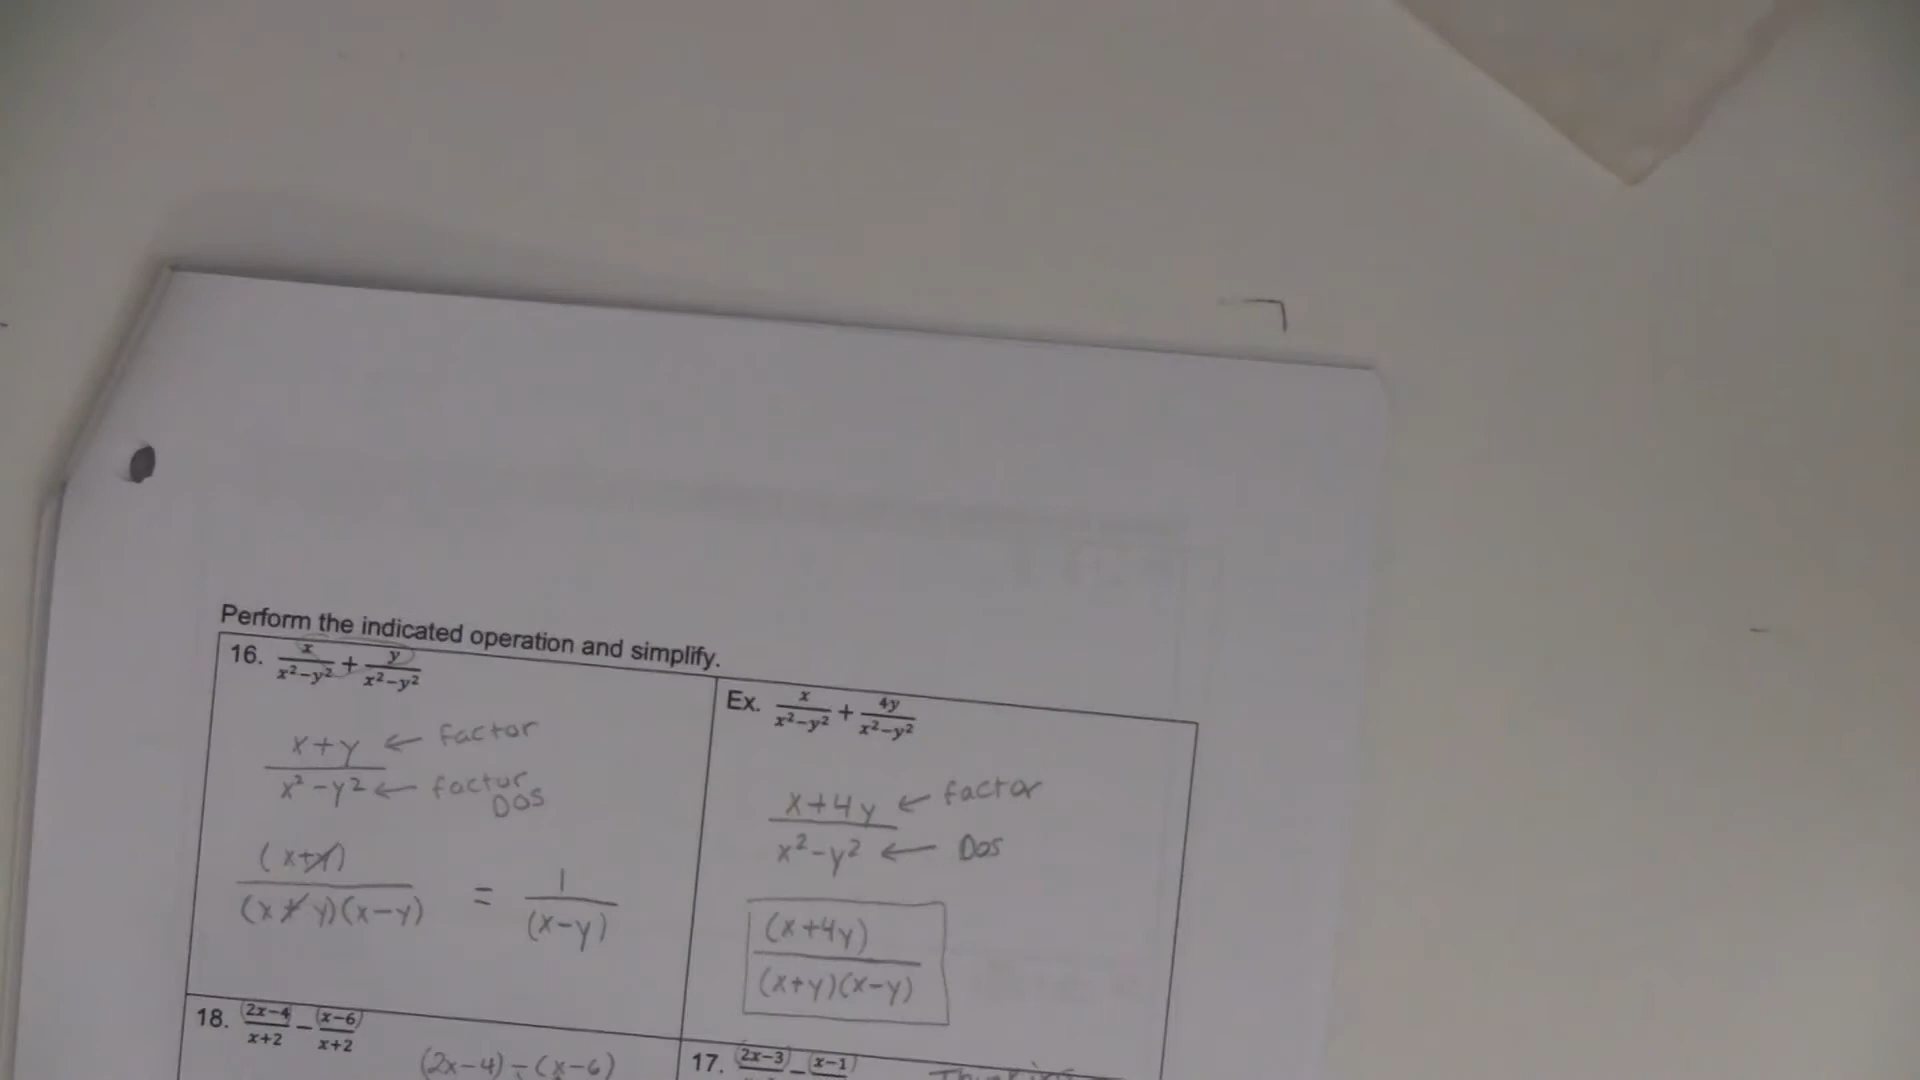 Perform the indicated operation and simplify.
16. x/(x²−y²) + y/(x²−y²)
x+y ← factor
x²−y² ← factor
DOS
(x+y)
(x+y)(x−y) = 1/(x−y)
Ex. x/(x²−y²) + 4y/(x²−y²)
x+4y ← factor
x²−y² ← DOS
(x+4y)
(x+y)(x−y)
18. (2x−4)/(x+2) − (x−6)/(x+2)
(2x−4)−(x−6)
17. (2x−3) − (x−1)